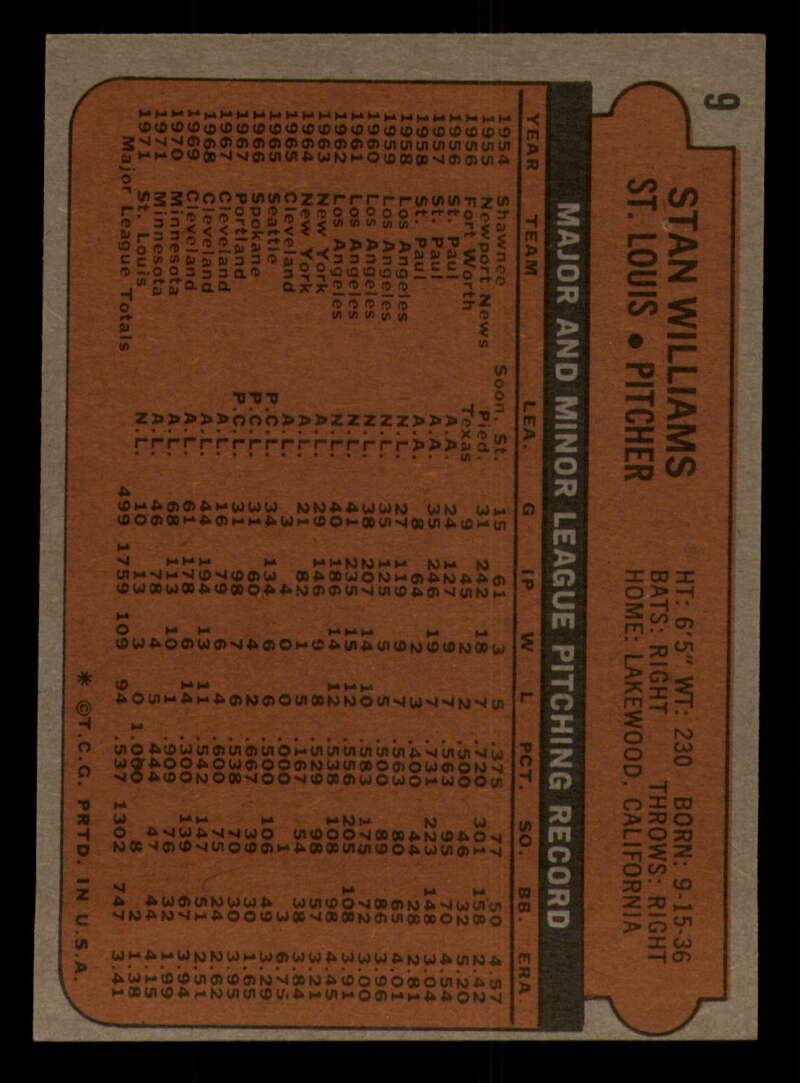 9
STAN WILLIAMS
ST. LOUIS • PITCHER
HT: 6'5" WT: 230 BORN: 9-15-36
BATS: RIGHT THROWS: RIGHT
HOME: LAKEWOOD, CALIFORNIA
MAJOR AND MINOR LEAGUE PITCHING RECORD
YEAR TEAM LEA. G IP W L PCT. SO. BB. ERA
1954 Shawnee Soon. St. 15 61 3 5 .375 77 50 4.57
1955 Newport News Pied. 31 242 18 7 .720 301 158 2.42
1956 Fort Worth Texas 9 45 2 2 .500 46 32 5.20
1956 St. Paul A.A. 24 127 9 7 .563 95 70 4.54
1957 St. Paul A.A. 35 246 19 7 .731 223 148 3.04
1958 St. Paul A.A. 8 64 2 3 .400 44 20 2.81
1958 Los Angeles N.L. 27 119 9 7 .563 80 65 4.01
1959 Los Angeles N.L. 35 125 5 5 .500 89 86 3.96
1960 Los Angeles N.L. 38 207 14 10 .583 175 72 3.00
1961 Los Angeles N.L. 41 235 15 12 .556 205 108 3.91
1962 Los Angeles N.L. 40 186 14 12 .538 108 98 4.45
1963 New York A.L. 29 146 9 8 .529 98 57 3.21
1964 New York A.L. 21 82 1 5 .167 54 38 3.84
1965 Cleveland A.L. 3 4 0 0 .000 1 3 6.75
1965 Seattle P.C.L. 34 134 6 6 .500 106 49 3.29
1966 Spokane P.C.L. 31 60 4 2 .667 39 33 1.95
1967 Portland P.C.L. 31 98 7 6 .538 79 30
1967 Cleveland A.L. 16 79 6 4 .600 75 24 2.62
1968 Cleveland A.L. 44 194 13 11 .542 147 51 2.51
1969 Cleveland A.L. 61 178 6 14 .300 139 67 3.94
1970 Minnesota A.L. 68 113 10 1 .909 76 32 1.99
1971 Minnesota A.L. 46 78 4 5 .444 47 44 4.15
1971 St. Louis N.L. 10 13 3 0 1.000 8 2 1.38
Major League Totals 499 1759 109 94 .537 1302 747 3.41
* ©T.C.G. PRTD. IN U.S.A.